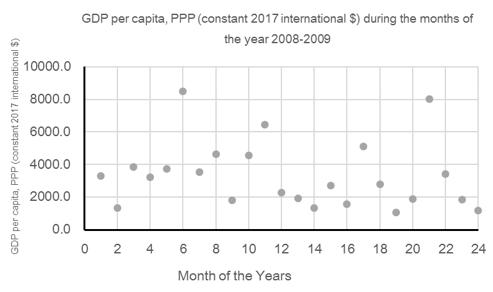 GDP per capita, PPP (constant 2017 international $) during the months of
the year 2008-2009
GDP per capita, PPP (constant 2017 international $)
10000.0
8000.0
6000.0
4000.0
2000.0
0.0
0 2 4 6 8 10 12 14 16 18 20 22 24
Month of the Years